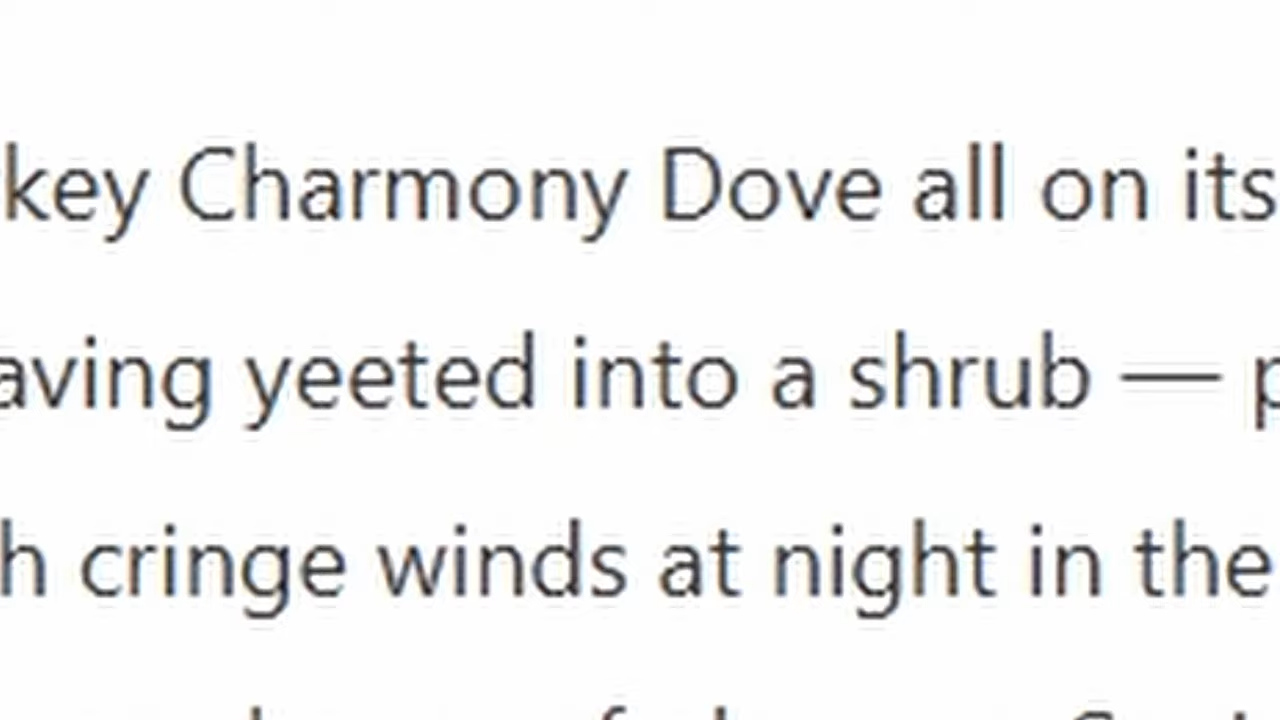 key Charmony Dove all on its
aving yeeted into a shrub —
h cringe winds at night in the